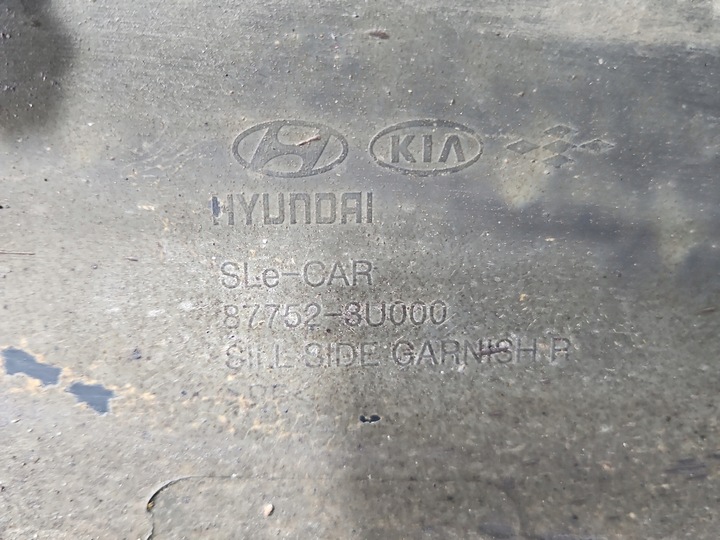 KIA
HYUNDAI
SLe-CAR
87752-3U000
SILL SIDE GARNISH R